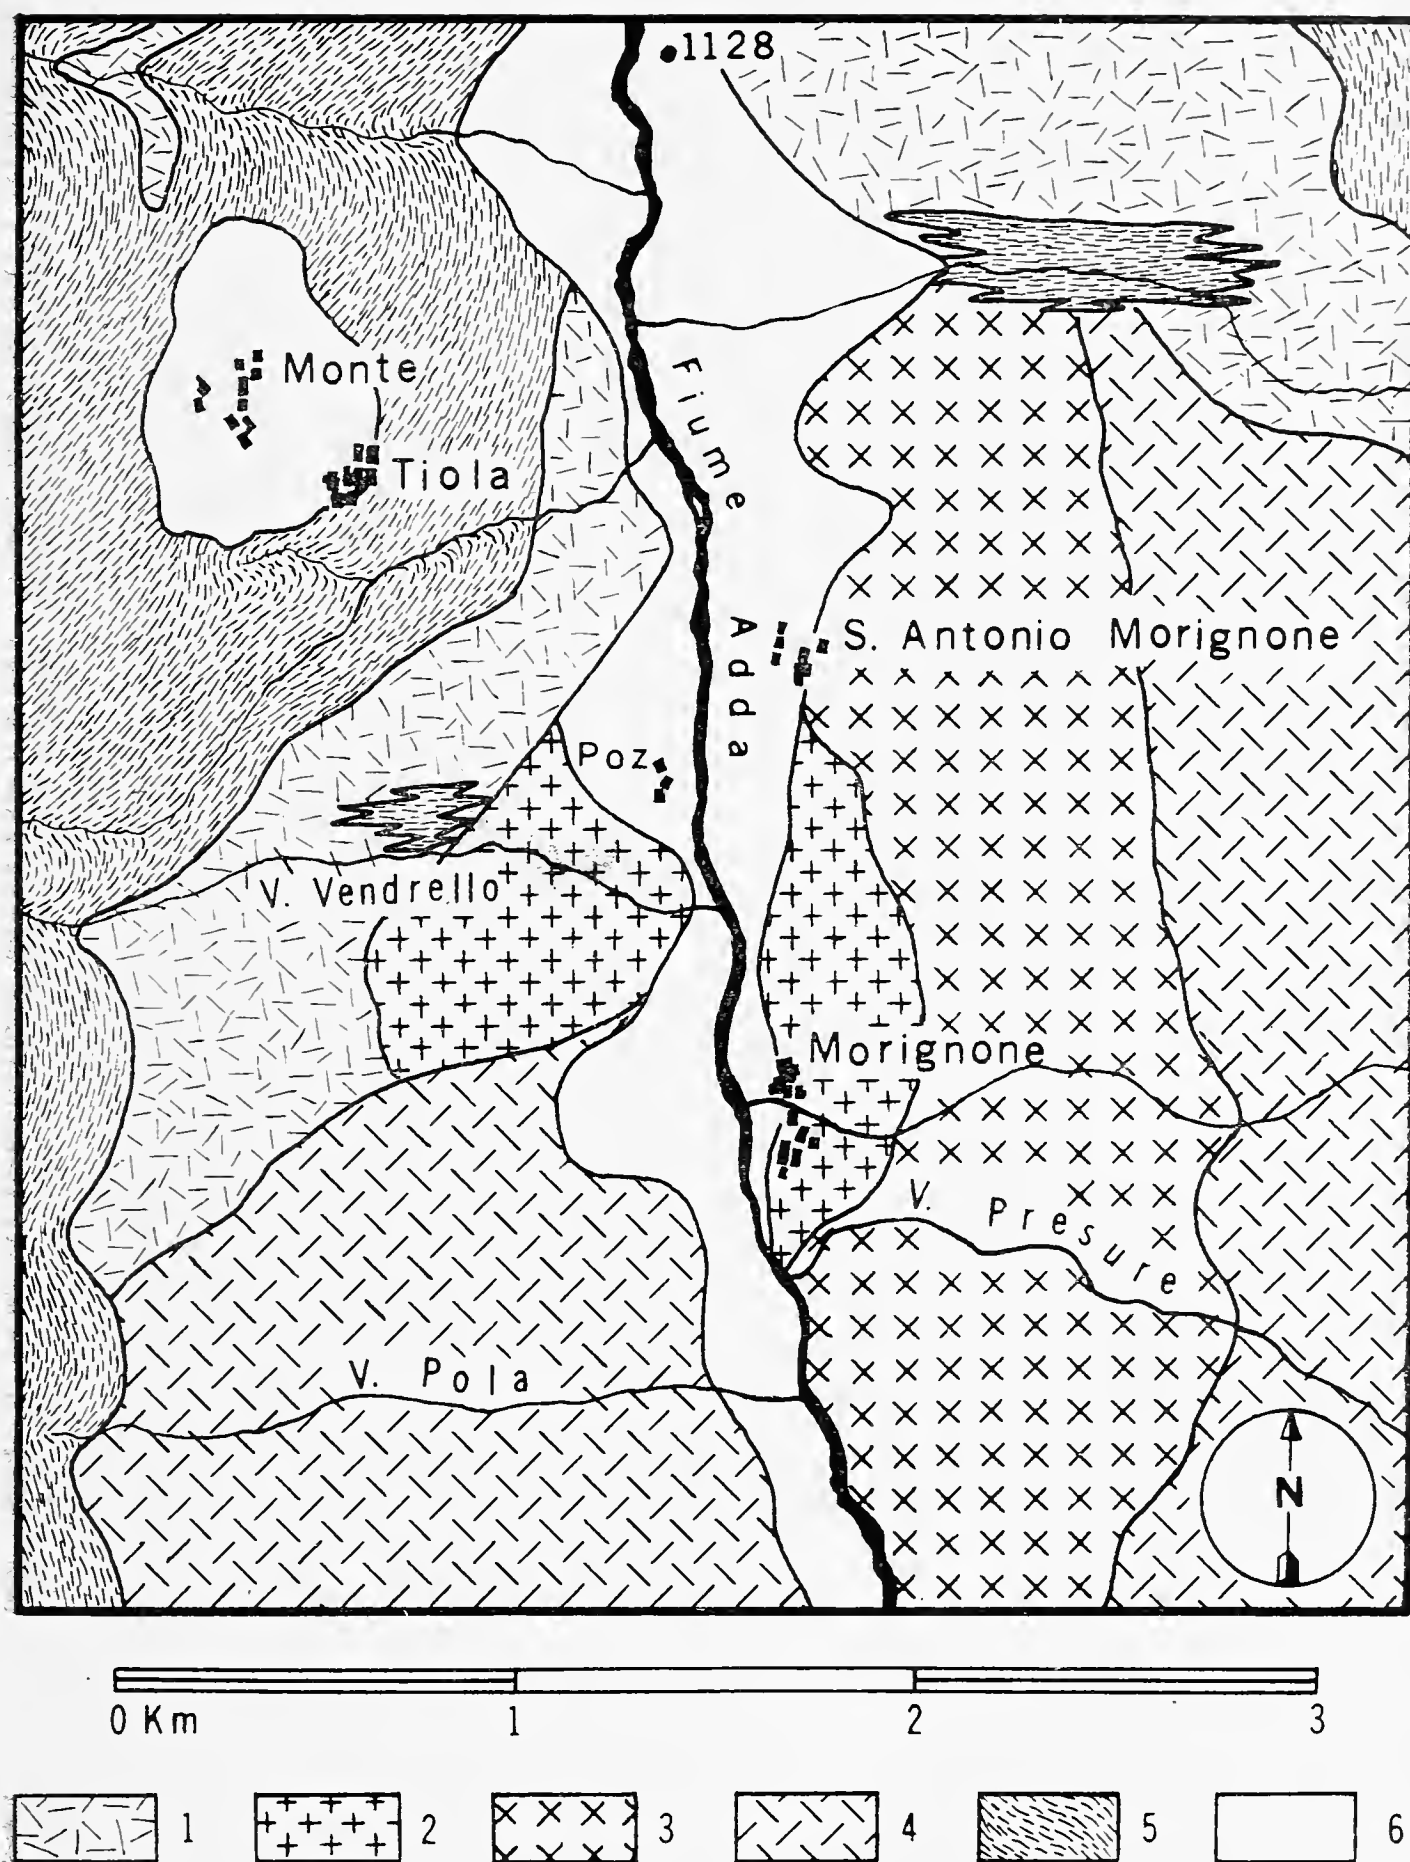 1128
Monte
Tiola
Fiume Adda
S. Antonio Morignone
Poz
V. Vendrello
Morignone
V. Presure
V. Pola
N
0 Km 1 2 3
1 2 3 4 5 6